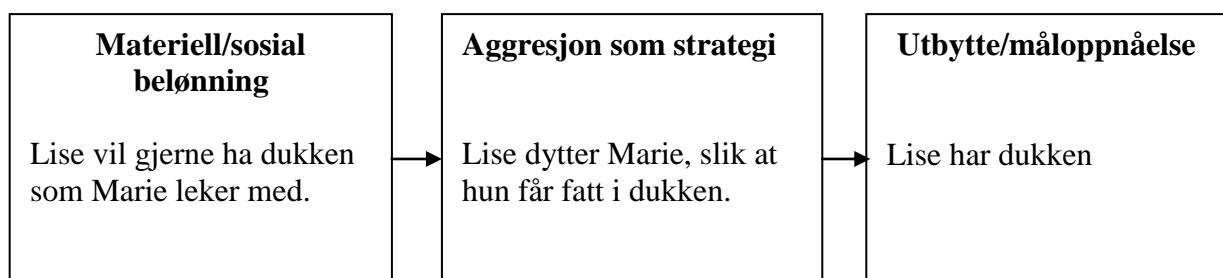 Materiell/sosial
belønning
Lise vil gjerne ha dukken
som Marie leker med.
Aggresjon som strategi
Lise dytter Marie, slik at
hun får fatt i dukken.
Utbytte/måloppnåelse
Lise har dukken